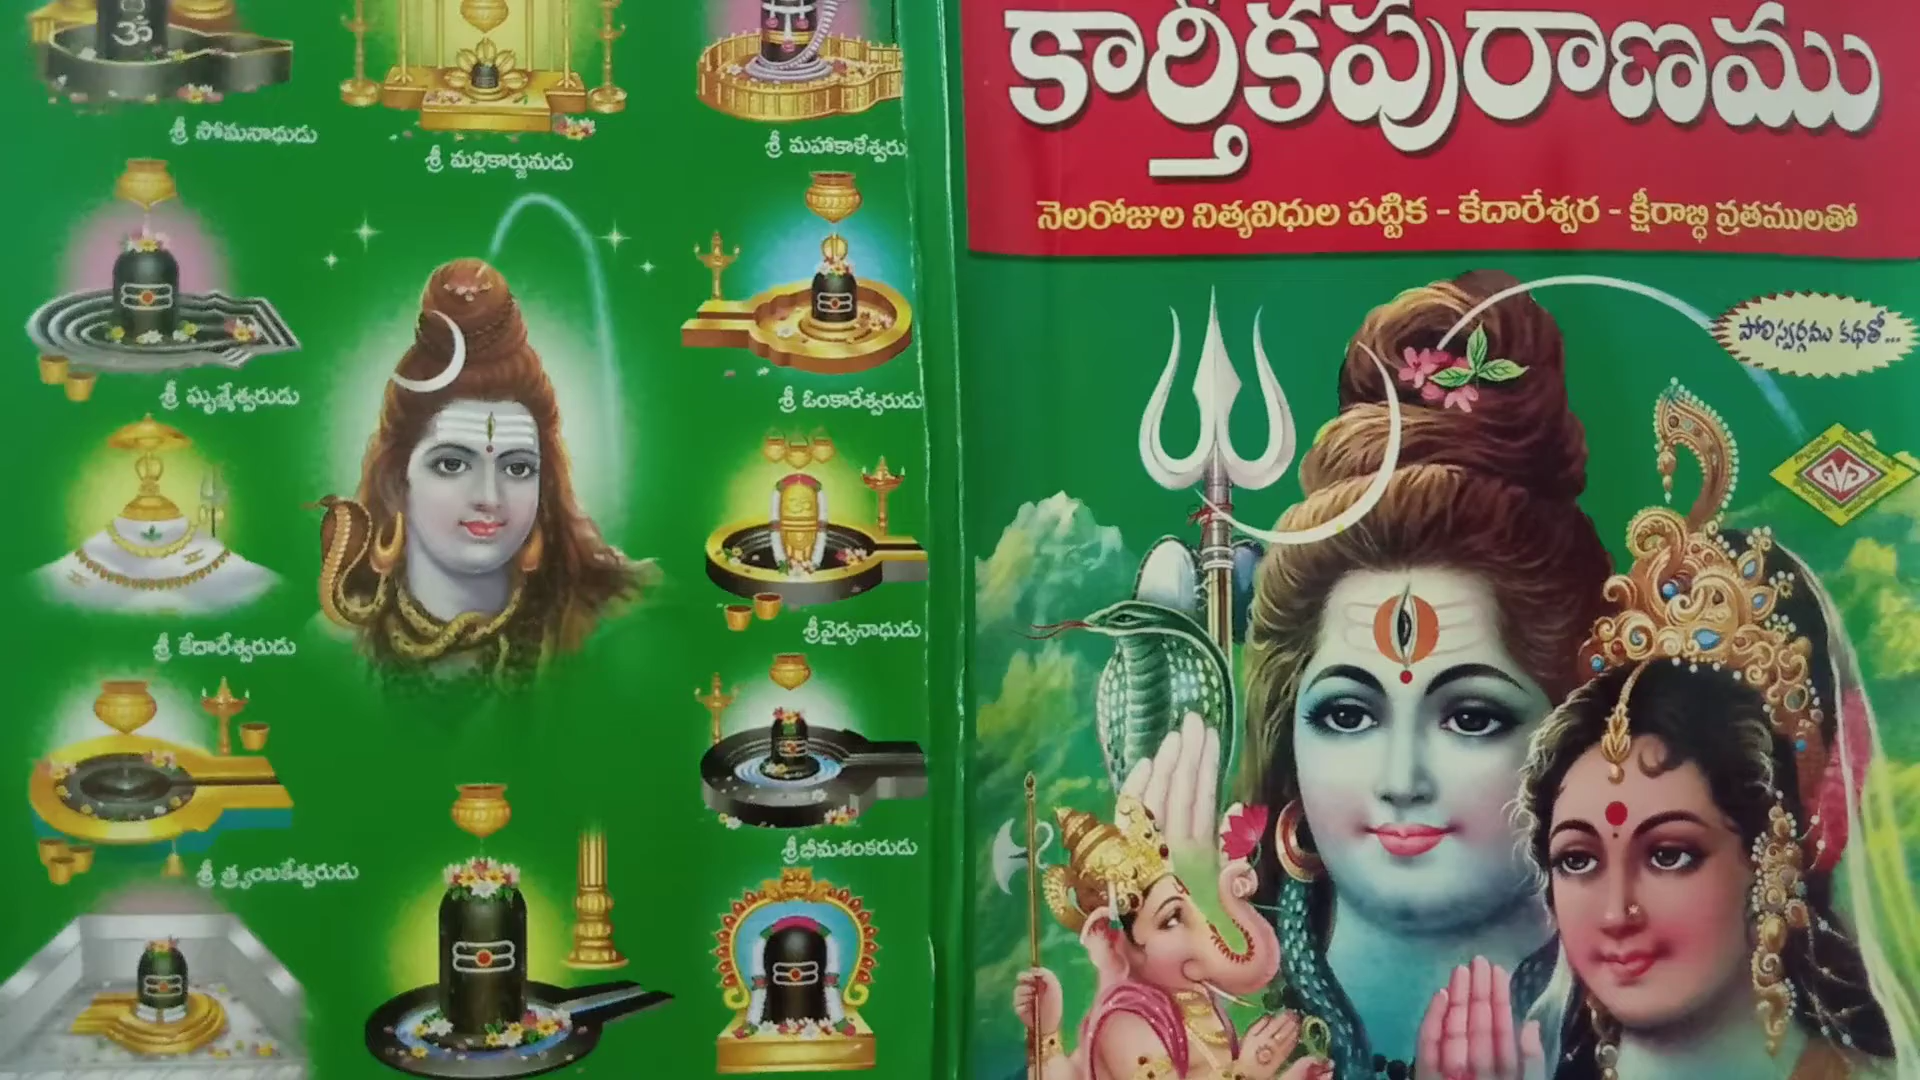 ॐ
శ్రీ సోమనాథుడు
శ్రీ మల్లికార్జునుడు
శ్రీ మహాకాళేశ్వరు
శ్రీ ఘృష్ణేశ్వరుడు
శ్రీ ఓంకారేశ్వరుడు
శ్రీ కేదారేశ్వరుడు
శ్రీవైద్యనాథుడు
శ్రీ త్ర్యంబకేశ్వరుడు
శ్రీభీమశంకరుడు
కార్తీకపురాణము
నెలరోజుల నిత్యవిధుల పట్టిక - కేదారేశ్వర - క్షీరాబ్ధి వ్రతములతో
పోలిస్వర్గము కథతో...